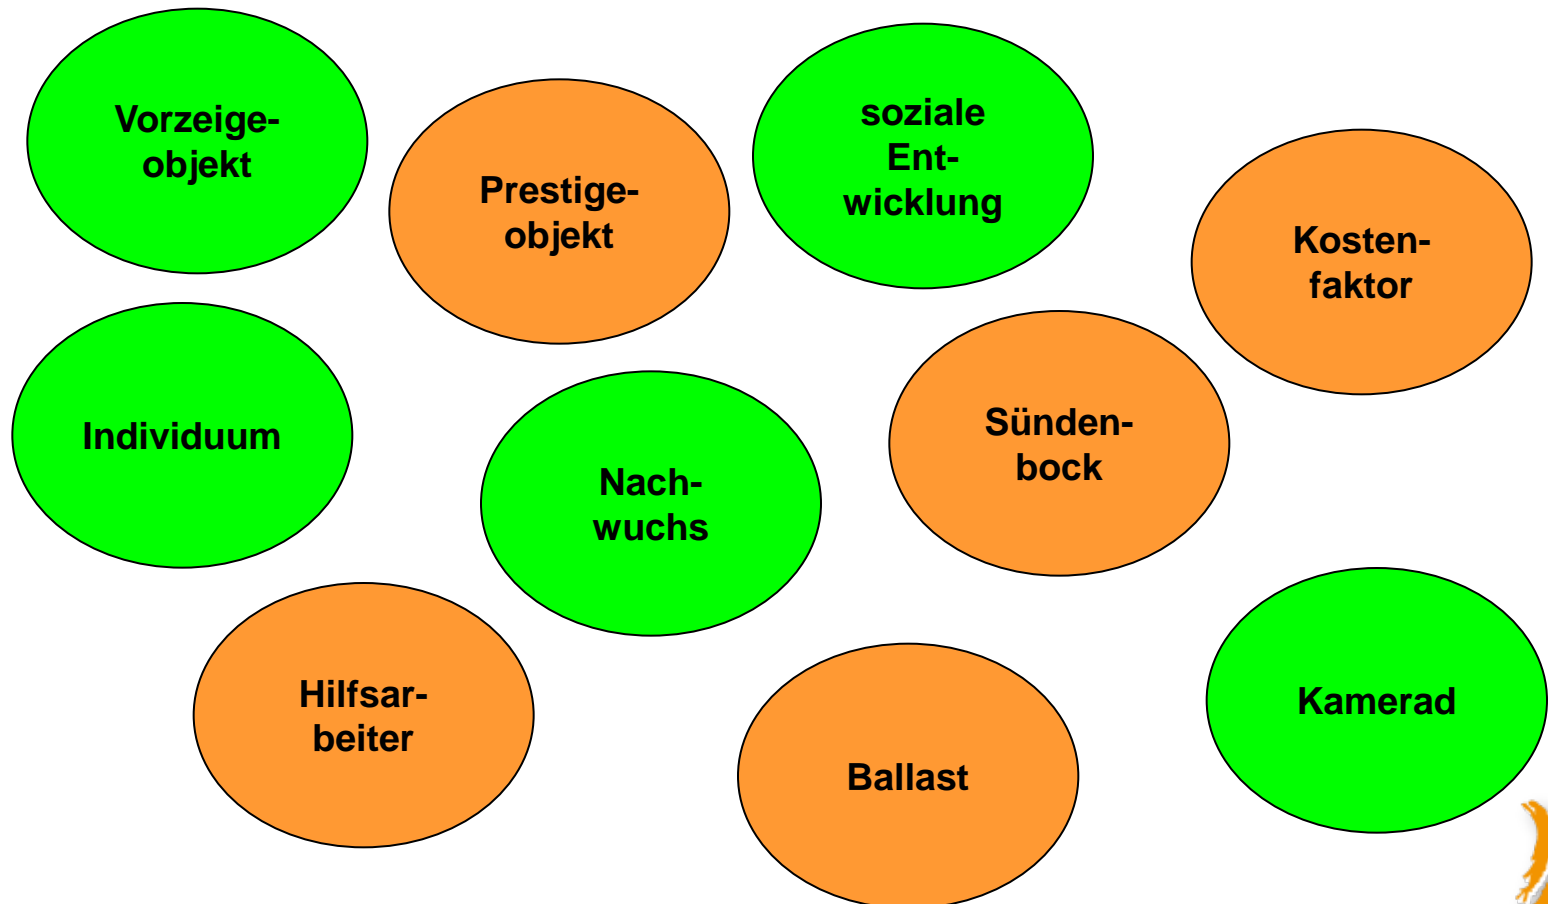 Vorzeige-
objekt
Prestige-
objekt
soziale
Ent-
wicklung
Kosten-
faktor
Individuum
Nach-
wuchs
Sünden-
bock
Hilfsar-
beiter
Ballast
Kamerad